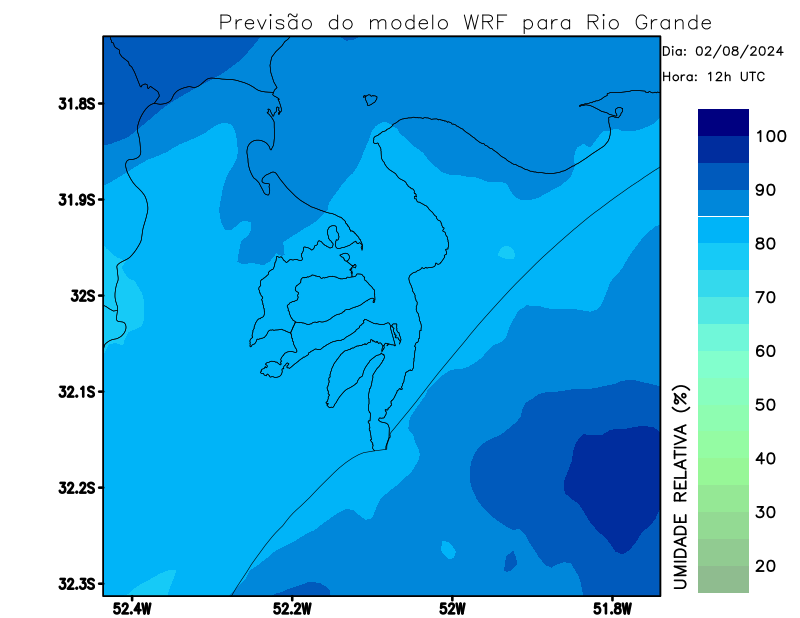 Previsão do modelo WRF para Rio Grande
Dia: 02/08/2024
Hora: 12h UTC
31.8S
31.9S
32S
32.1S
32.2S
32.3S
52.4W
52.2W
52W
51.8W
UMIDADE RELATIVA (%)
100
90
80
70
60
50
40
30
20